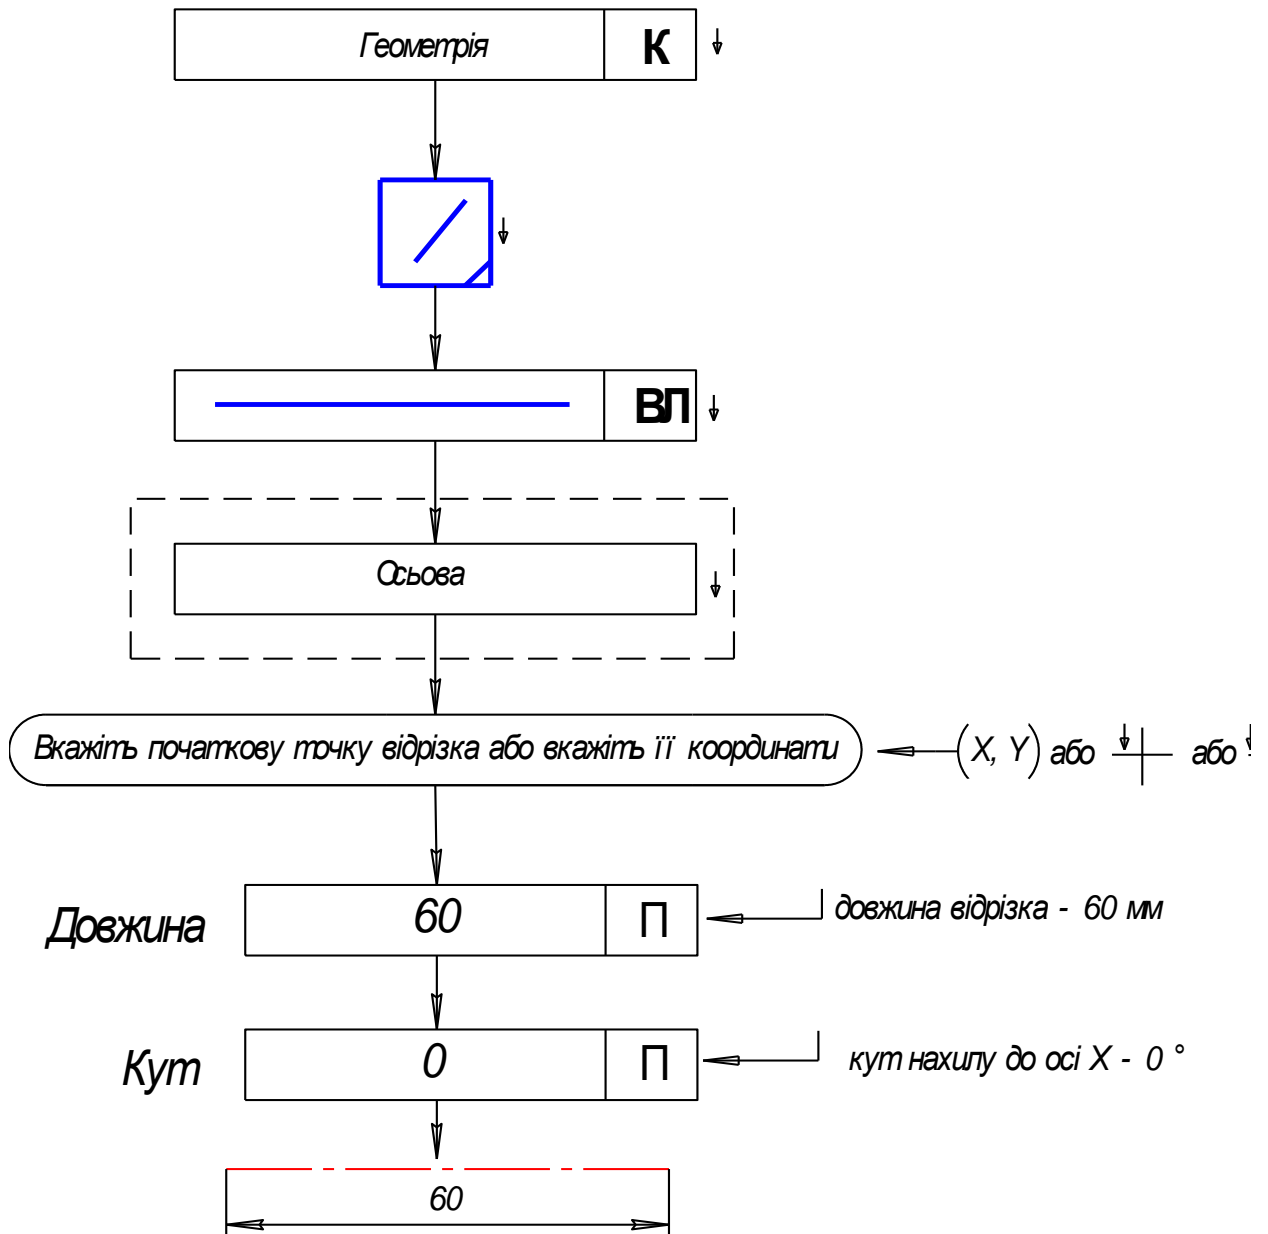 Геометрія К
ВЛ
Осьова
Вкажіть початкову точку відрізка або вкажіть її координати (X, Y) або або
Довжина 60 П довжина відрізка - 60 мм
Кут 0 П кут нахилу до осі X - 0 °
60